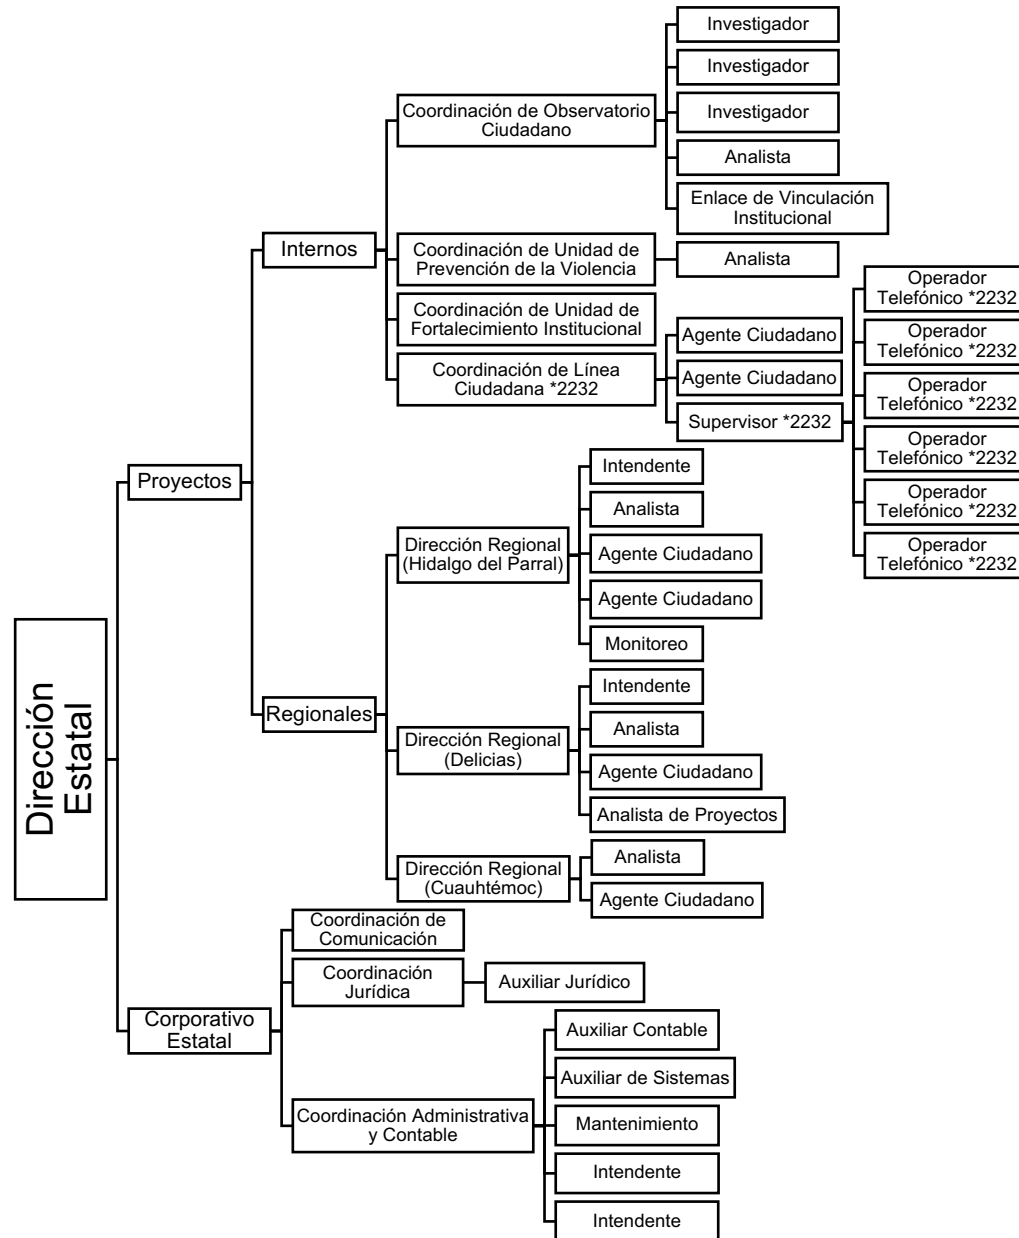 Dirección
Estatal
Proyectos
Internos
Coordinación de Observatorio
Ciudadano
Investigador
Investigador
Investigador
Analista
Enlace de Vinculación
Institucional
Coordinación de Unidad de
Prevención de la Violencia
Analista
Coordinación de Unidad de
Fortalecimiento Institucional
Coordinación de Línea
Ciudadana *2232
Agente Ciudadano
Agente Ciudadano
Supervisor *2232
Operador
Telefónico *2232
Operador
Telefónico *2232
Operador
Telefónico *2232
Operador
Telefónico *2232
Operador
Telefónico *2232
Operador
Telefónico *2232
Regionales
Dirección Regional
(Hidalgo del Parral)
Intendente
Analista
Agente Ciudadano
Agente Ciudadano
Monitoreo
Dirección Regional
(Delicias)
Intendente
Analista
Agente Ciudadano
Analista de Proyectos
Dirección Regional
(Cuauhtémoc)
Analista
Agente Ciudadano
Corporativo
Estatal
Coordinación de
Comunicación
Coordinación
Jurídica
Auxiliar Jurídico
Coordinación Administrativa
y Contable
Auxiliar Contable
Auxiliar de Sistemas
Mantenimiento
Intendente
Intendente